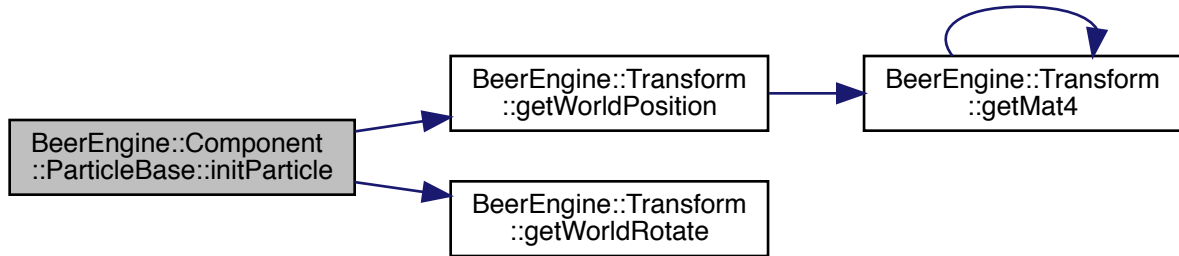 BeerEngine::Component
::ParticleBase::initParticle
BeerEngine::Transform
::getWorldPosition
BeerEngine::Transform
::getMat4
BeerEngine::Transform
::getWorldRotate